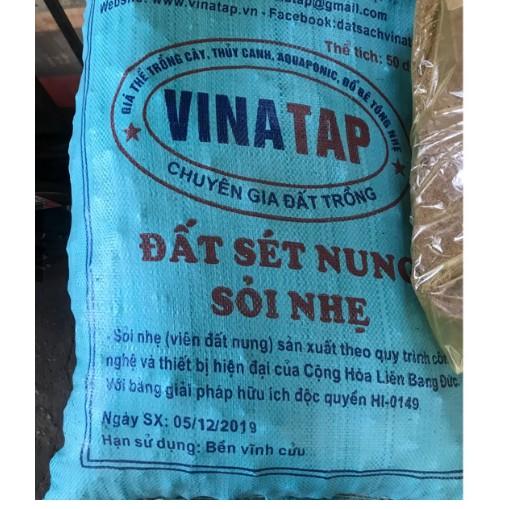 Website: www.vinatap.vn - Facebook:datsachvinat
tap@gmail.com
Thể tích: 50 d
GIÁ THỂ TRỒNG CÂY, THỦY CANH, AQUAPONIC, ĐỔ BÊ TÔNG NHẸ
VINATAP
CHUYÊN GIA ĐẤT TRỒNG
ĐẤT SÉT NUNG
SỎI NHẸ
- Sỏi nhẹ (viên đất nung) sản xuất theo quy trình côn
nghệ và thiết bị hiện đại của Cộng Hòa Liên Bang Đức.
Với bằng giải pháp hữu ích độc quyền HI-0149
Ngày SX: 05/12/2019
Hạn sử dụng: Bền vĩnh cửu